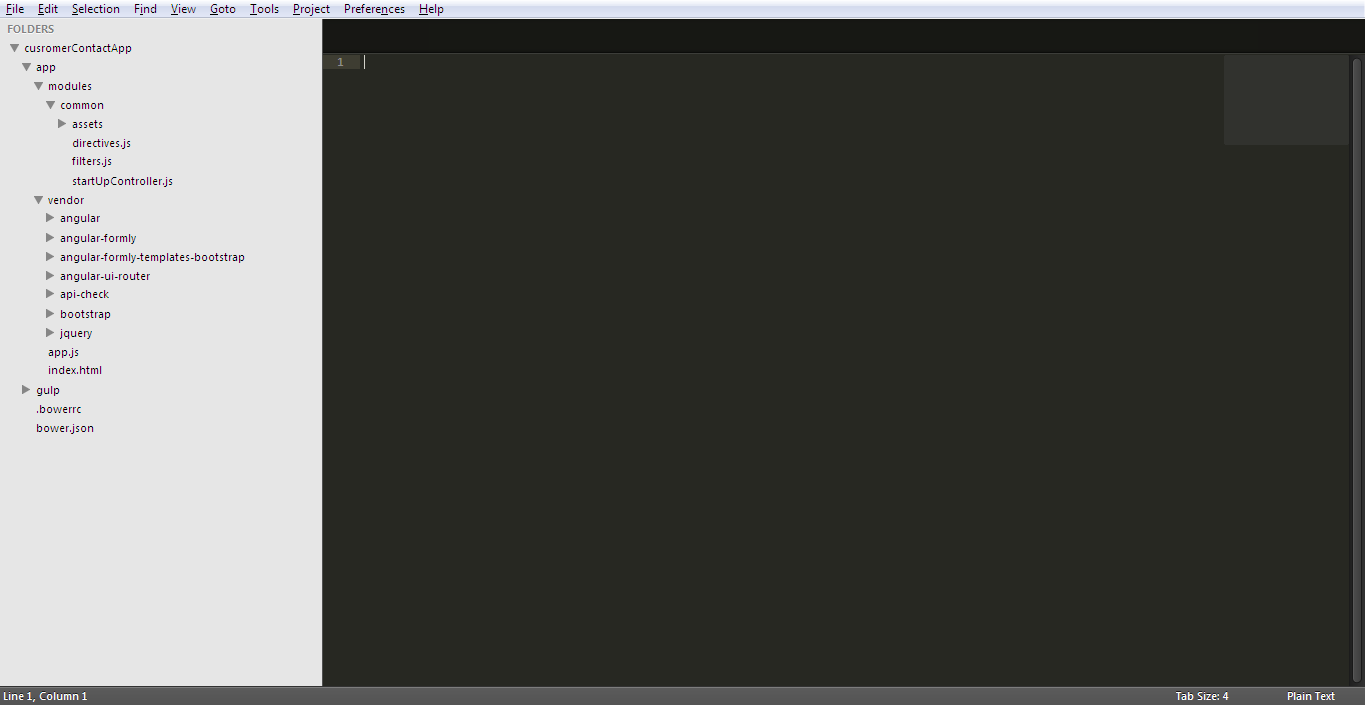 File Edit Selection Find View Goto Tools Project Preferences Help
FOLDERS
cusromerContactApp
app
modules
common
assets
directives.js
filters.js
startUpController.js
vendor
angular
angular-formly
angular-formly-templates-bootstrap
angular-ui-router
api-check
bootstrap
jquery
app.js
index.html
gulp
.bowerrc
bower.json
1
Line 1, Column 1 Tab Size: 4 Plain Text